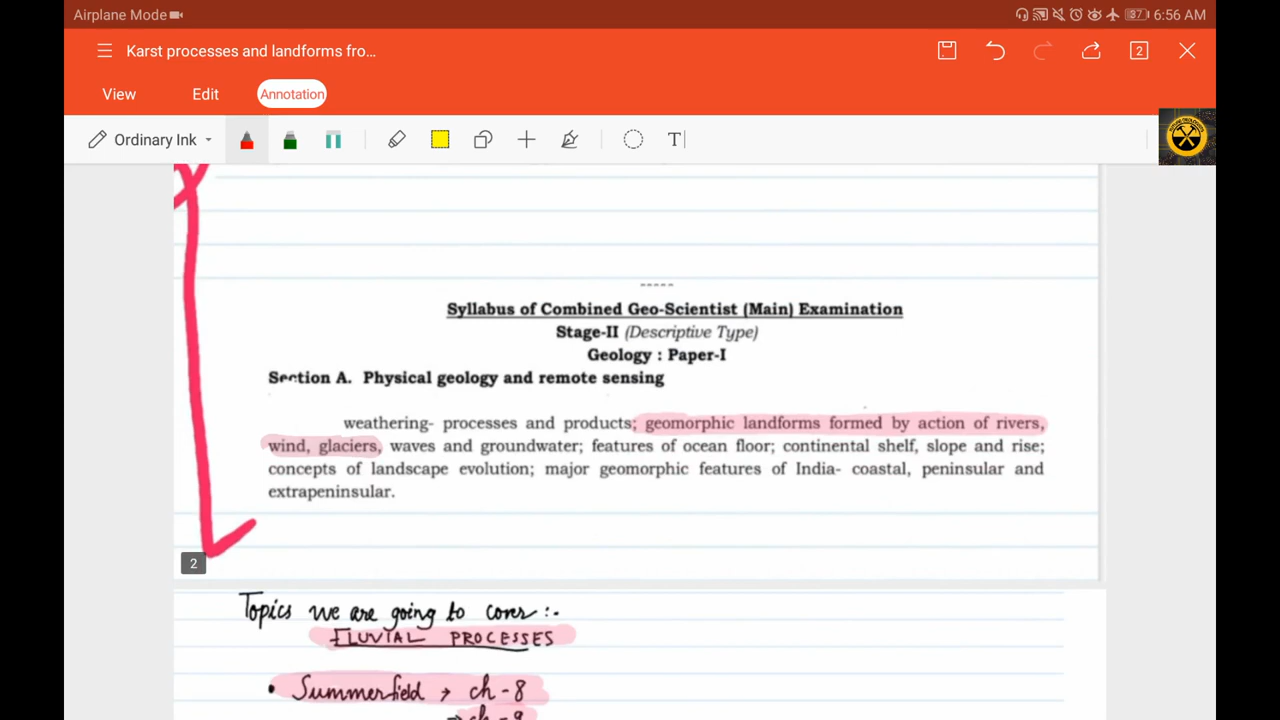 Airplane Mode
37
6:56 AM
Karst processes and landforms fro...
2
View
Edit
Annotation
Ordinary Ink
T
-----
Syllabus of Combined Geo-Scientist (Main) Examination
Stage-II (Descriptive Type)
Geology : Paper-I
Section A. Physical geology and remote sensing
weathering- processes and products; geomorphic landforms formed by action of rivers,
wind, glaciers, waves and groundwater; features of ocean floor; continental shelf, slope and rise;
concepts of landscape evolution; major geomorphic features of India- coastal, peninsular and
extrapeninsular.
2
Topics we are going to cover :-
FLUVIAL PROCESSES
• Summerfield → ch-8
→ ch-9